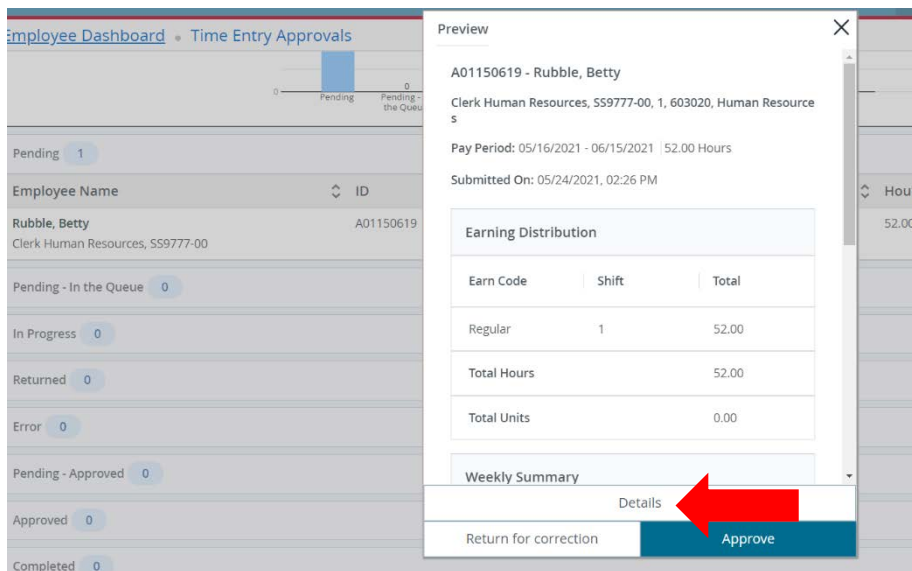 Employee Dashboard • Time Entry Approvals
0
0
Pending
Pending -
the Queu
Pending 1
Employee Name ID Hou
Rubble, Betty A01150619 52.00
Clerk Human Resources, SS9777-00
Pending - In the Queue 0
In Progress 0
Returned 0
Error 0
Pending - Approved 0
Approved 0
Completed 0
Preview
A01150619 - Rubble, Betty
Clerk Human Resources, SS9777-00, 1, 603020, Human Resource
s
Pay Period: 05/16/2021 - 06/15/2021 | 52.00 Hours
Submitted On: 05/24/2021, 02:26 PM
Earning Distribution
Earn Code Shift Total
Regular 1 52.00
Total Hours 52.00
Total Units 0.00
Weekly Summary
Details
Return for correction Approve